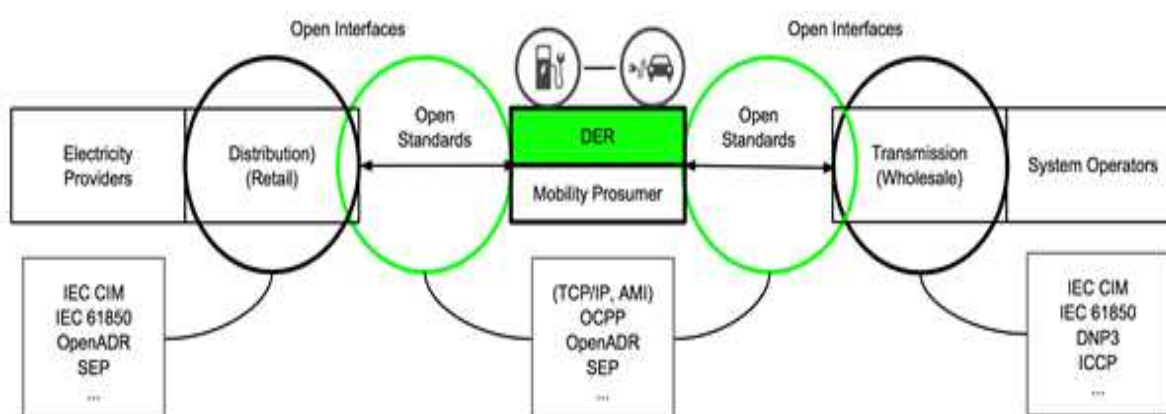 Open Interfaces
Open Interfaces
Electricity
Providers
Distribution)
(Retail)
Open
Standards
DER
Mobility Prosumer
Open
Standards
Transmission
(Wholesale)
System Operators
IEC CIM
IEC 61850
OpenADR
SEP
...
(TCP/IP, AMI)
OCPP
OpenADR
SEP
...
IEC CIM
IEC 61850
DNP3
ICCP
...